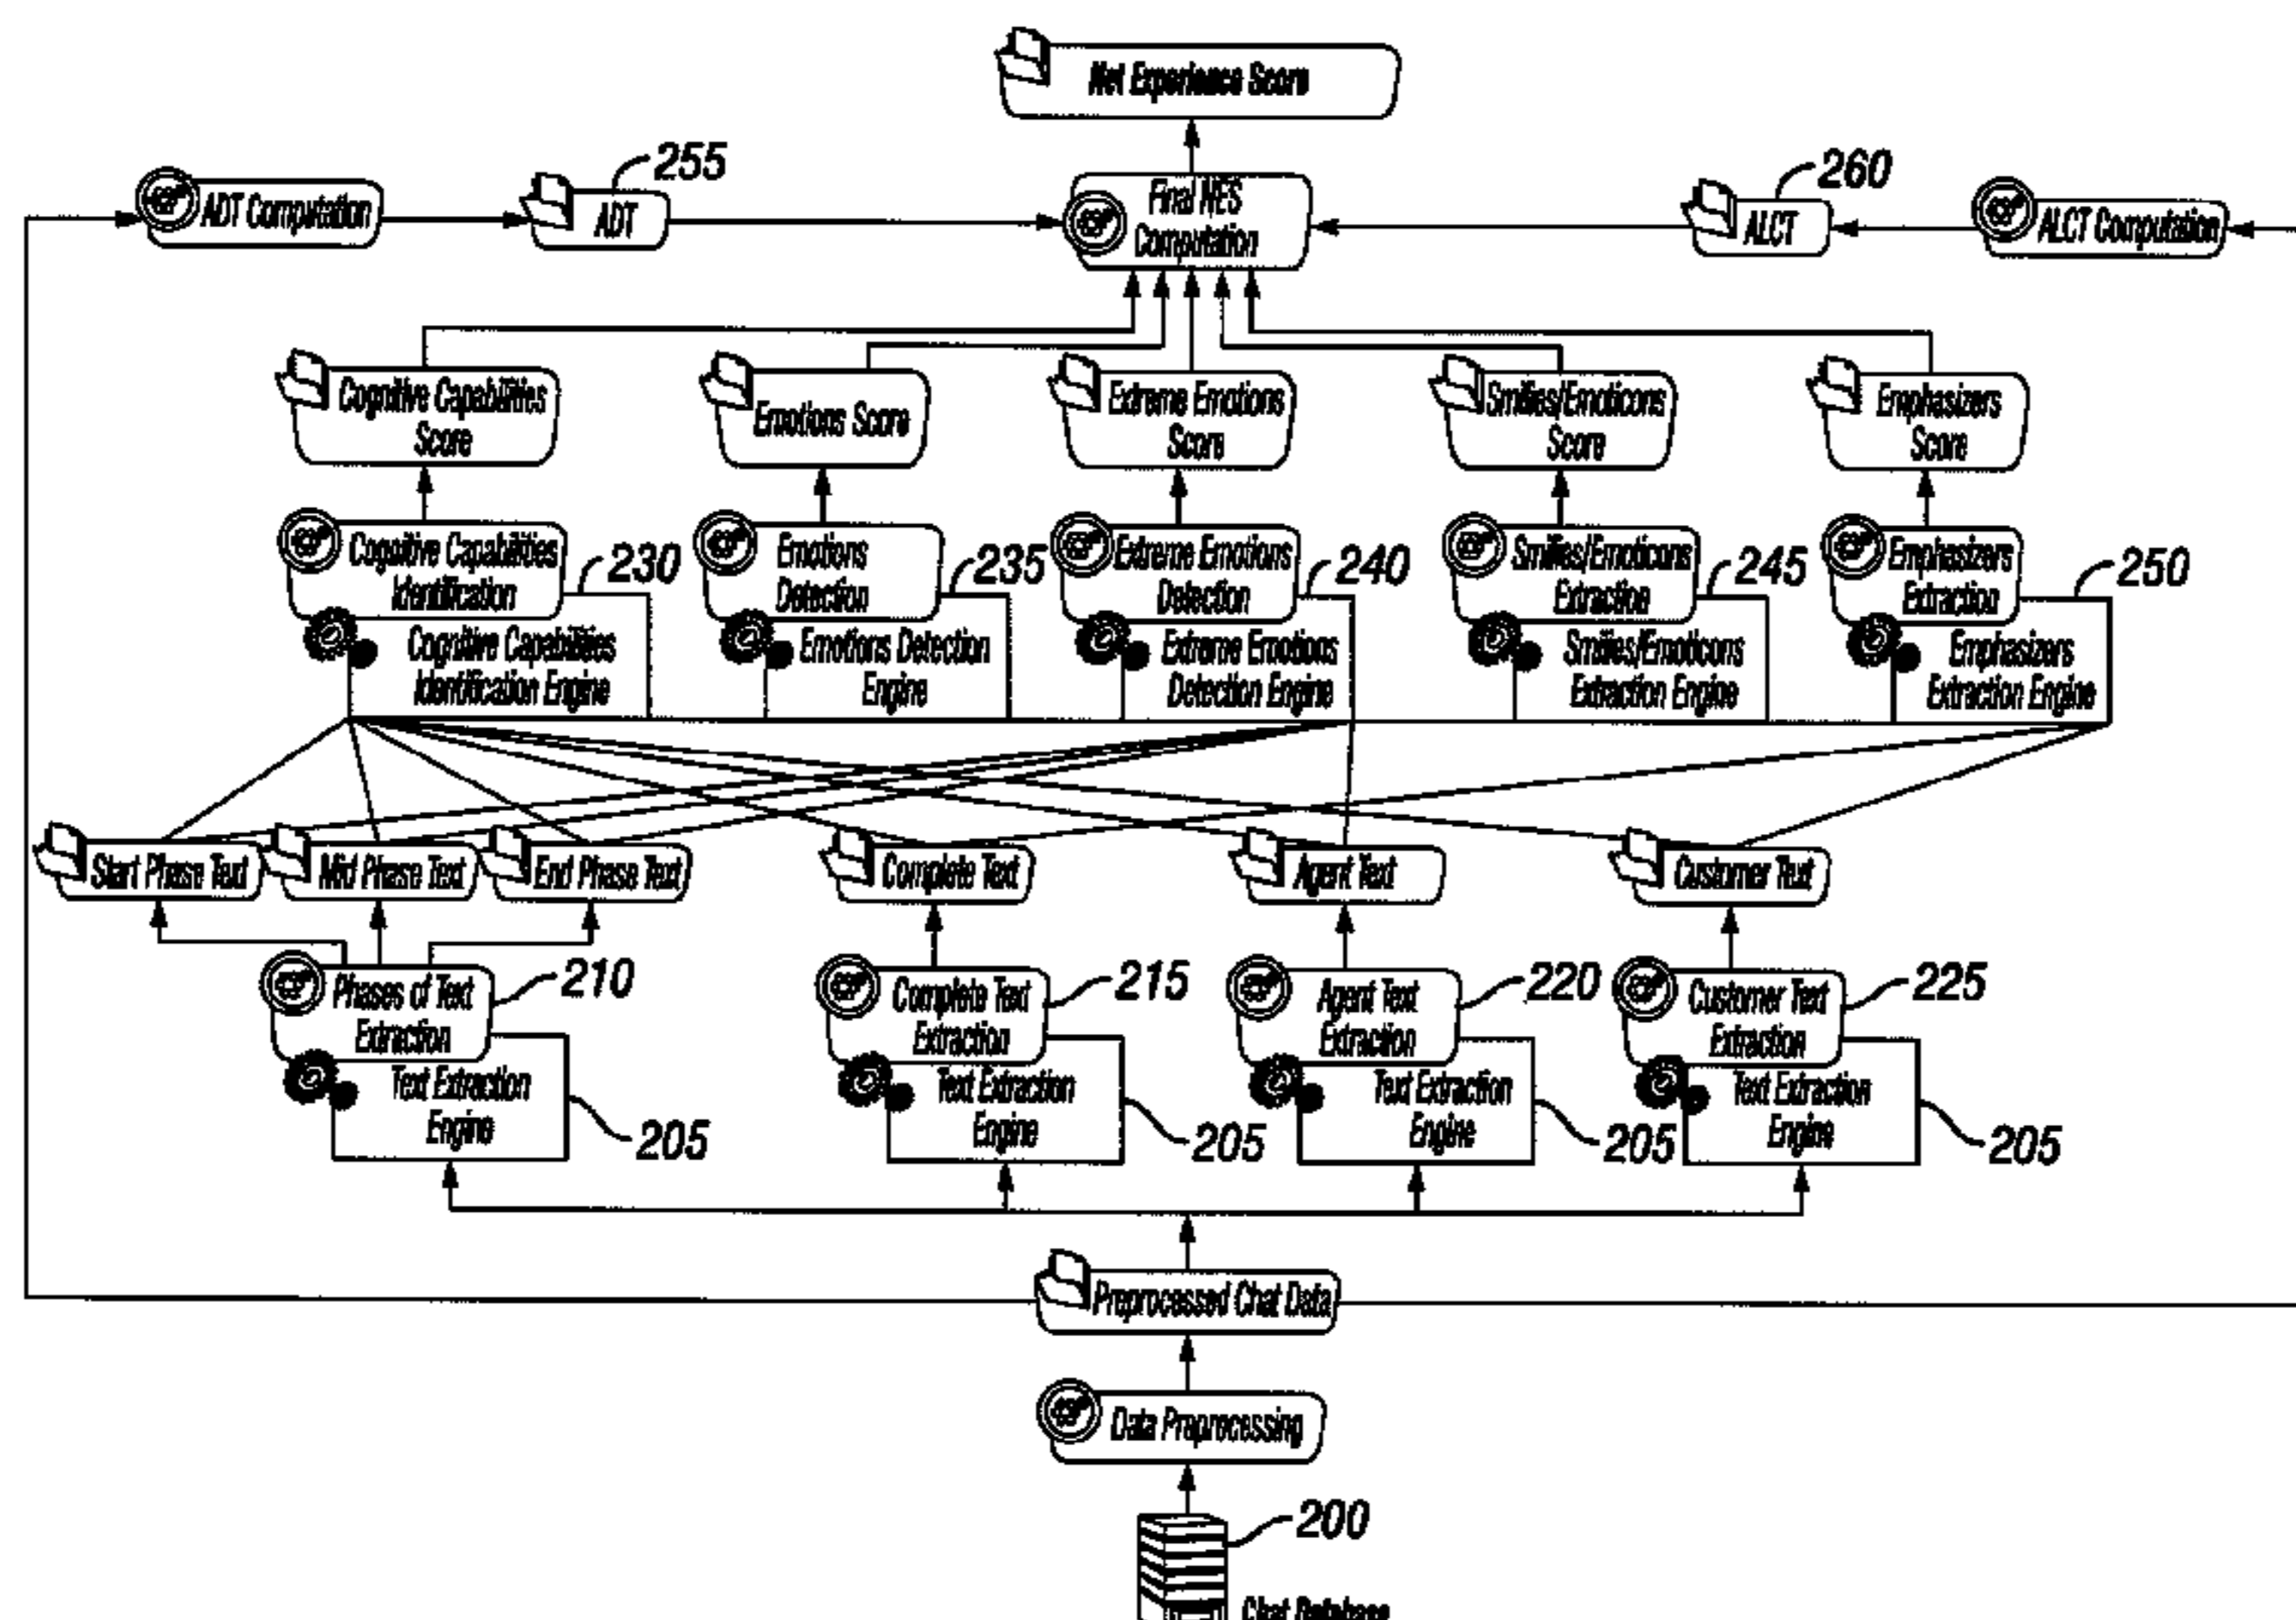 Net Experience Score
255
260
ADT Computation
ADT
Final NES
Computation
ALCT
ALCT Computation
Cognitive Capabilities
Score
Emotions Score
Extreme Emotions
Score
Smilies/Emoticons
Score
Emphasizers
Score
Cognitive Capabilities
Identification
230
Emotions
Detection
235
Extreme Emotions
Detection
240
Smilies/Emoticons
Extraction
245
Emphasizers
Extraction
250
Cognitive Capabilities
Identification Engine
Emotions Detection
Engine
Extreme Emotions
Detection Engine
Smilies/Emoticons
Extraction Engine
Emphasizers
Extraction Engine
Start Phase Text
Mid Phase Text
End Phase Text
Complete Text
Agent Text
Customer Text
Phases of Text
Extraction
210
Complete Text
Extraction
215
Agent Text
Extraction
220
Customer Text
Extraction
225
Text Extraction
Engine
205
Text Extraction
Engine
205
Text Extraction
Engine
205
Text Extraction
Engine
205
Preprocessed Chat Data
Data Preprocessing
200
Chat Database